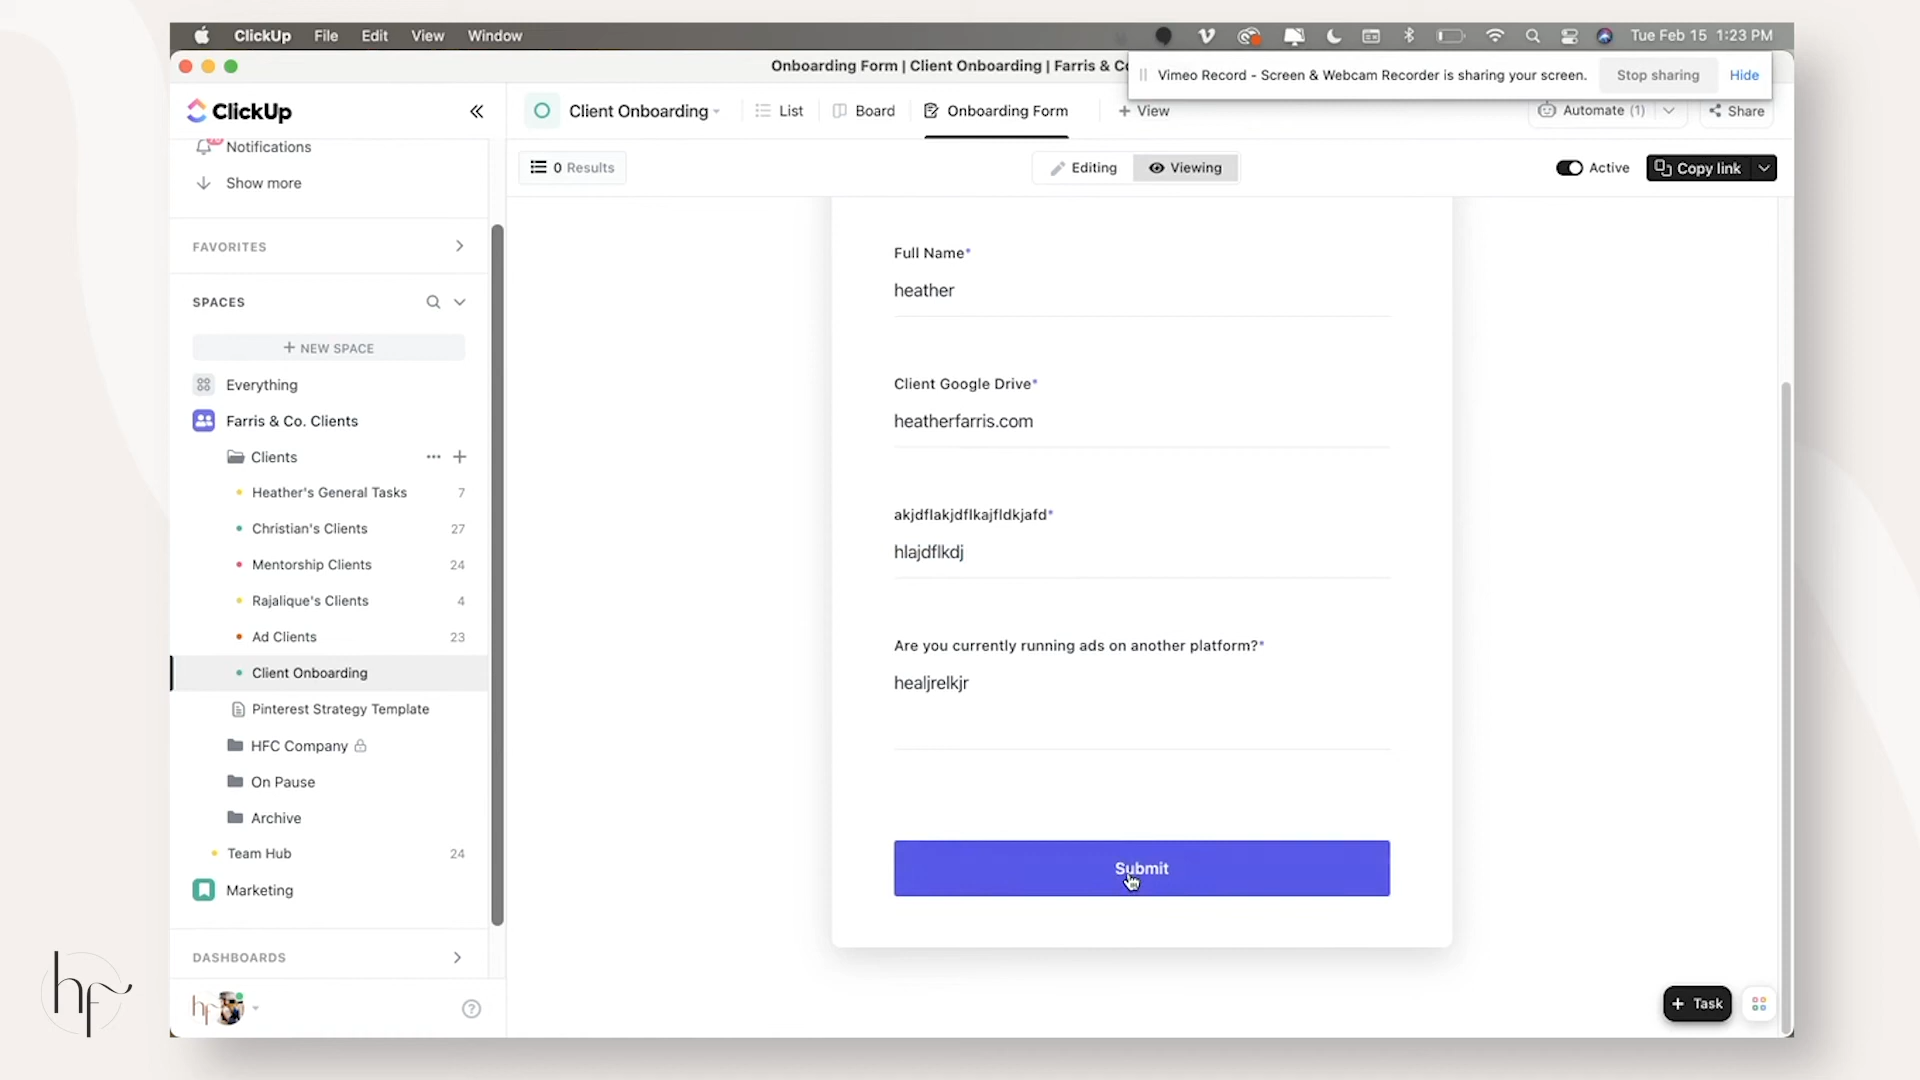 ClickUp File Edit View Window Tue Feb 15 1:23 PM
Onboarding Form | Client Onboarding | Farris & Co
Vimeo Record - Screen & Webcam Recorder is sharing your screen. Stop sharing Hide
ClickUp
Client Onboarding List Board Onboarding Form + View Automate (1) Share
Notifications
Show more
0 Results Editing Viewing Active Copy link
FAVORITES
SPACES
+ NEW SPACE
Everything
Farris & Co. Clients
Clients
Heather's General Tasks 7
Christian's Clients 27
Mentorship Clients 24
Rajalique's Clients 4
Ad Clients 23
Client Onboarding
Pinterest Strategy Template
HFC Company
On Pause
Archive
Team Hub 24
Marketing
DASHBOARDS
hf
Full Name*
heather
Client Google Drive*
heatherfarris.com
akjdflakjdflkajfldkjafd*
hlajdflkdj
Are you currently running ads on another platform?*
healjrelkjr
Submit
+ Task
hf